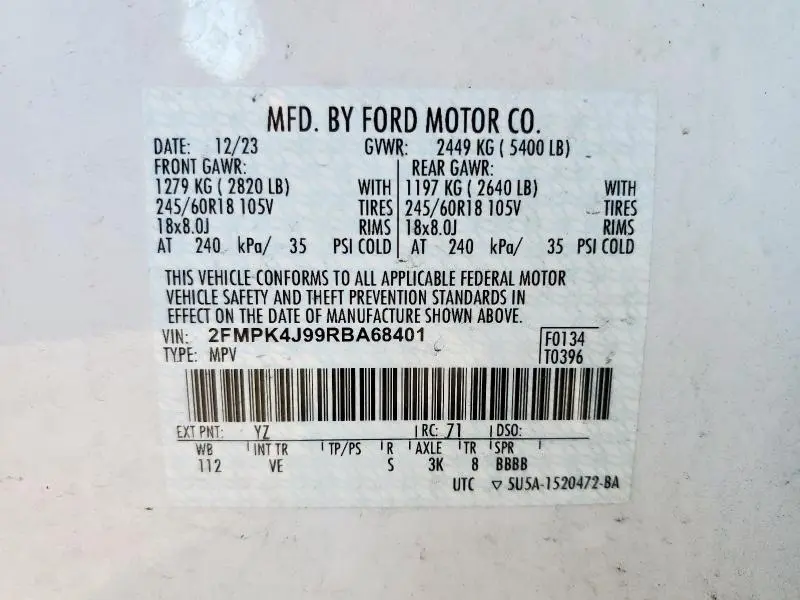 MFD. BY FORD MOTOR CO.
DATE: 12/23 GVWR: 2449 KG ( 5400 LB)
FRONT GAWR: REAR GAWR:
1279 KG ( 2820 LB) WITH 1197 KG ( 2640 LB) WITH
245/60R18 105V TIRES 245/60R18 105V TIRES
18x8.0J RIMS 18x8.0J RIMS
AT 240 kPa/ 35 PSI COLD AT 240 kPa/ 35 PSI COLD
THIS VEHICLE CONFORMS TO ALL APPLICABLE FEDERAL MOTOR
VEHICLE SAFETY AND THEFT PREVENTION STANDARDS IN
EFFECT ON THE DATE OF MANUFACTURE SHOWN ABOVE.
VIN: 2FMPK4J99RBA68401 F0134
TYPE: MPV T0396
EXT PNT: YZ RC: 71 DSO:
WB INT TR TP/PS R AXLE TR SPR
112 VE S 3K 8 BBBB
UTC ▽ 5U5A-1520472-BA